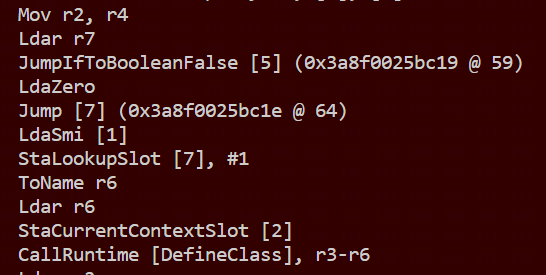 Mov r2, r4
Ldar r7
JumpIfToBooleanFalse [5] (0x3a8f0025bc19 @ 59)
LdaZero
Jump [7] (0x3a8f0025bc1e @ 64)
LdaSmi [1]
StaLookupSlot [7], #1
ToName r6
Ldar r6
StaCurrentContextSlot [2]
CallRuntime [DefineClass], r3-r6